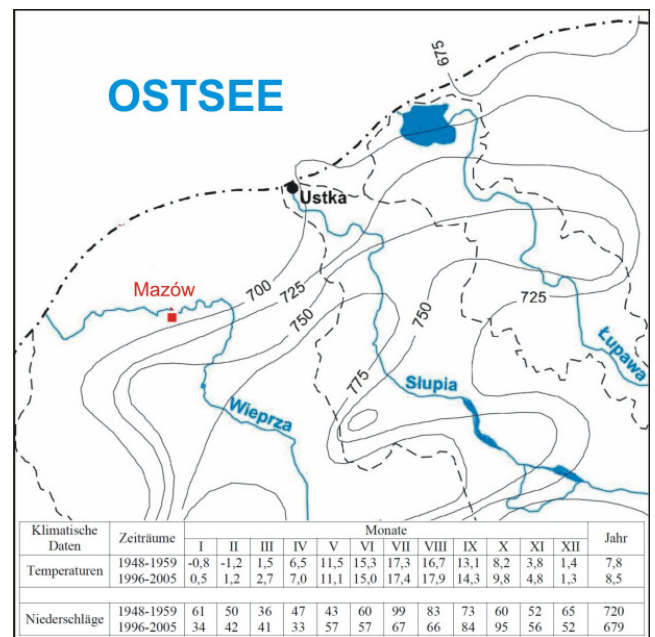 675
OSTSEE
Ustka
Mazów
700
725
750
750
725
775
Łupawa
Słupia
Wieprza
Klimatische Daten Zeiträume Monate Jahr
I II III IV V VI VII VIII IX X XI XII
Temperaturen 1948-1959 -0,8 -1,2 1,5 6,5 11,5 15,3 17,3 16,7 13,1 8,2 3,8 1,4 7,8
1996-2005 0,5 1,2 2,7 7,0 11,1 15,0 17,4 17,9 14,3 9,8 4,8 1,3 8,5
Niederschläge 1948-1959 61 50 36 47 43 60 99 83 73 60 52 65 720
1996-2005 34 42 41 33 57 57 67 66 84 95 56 52 679